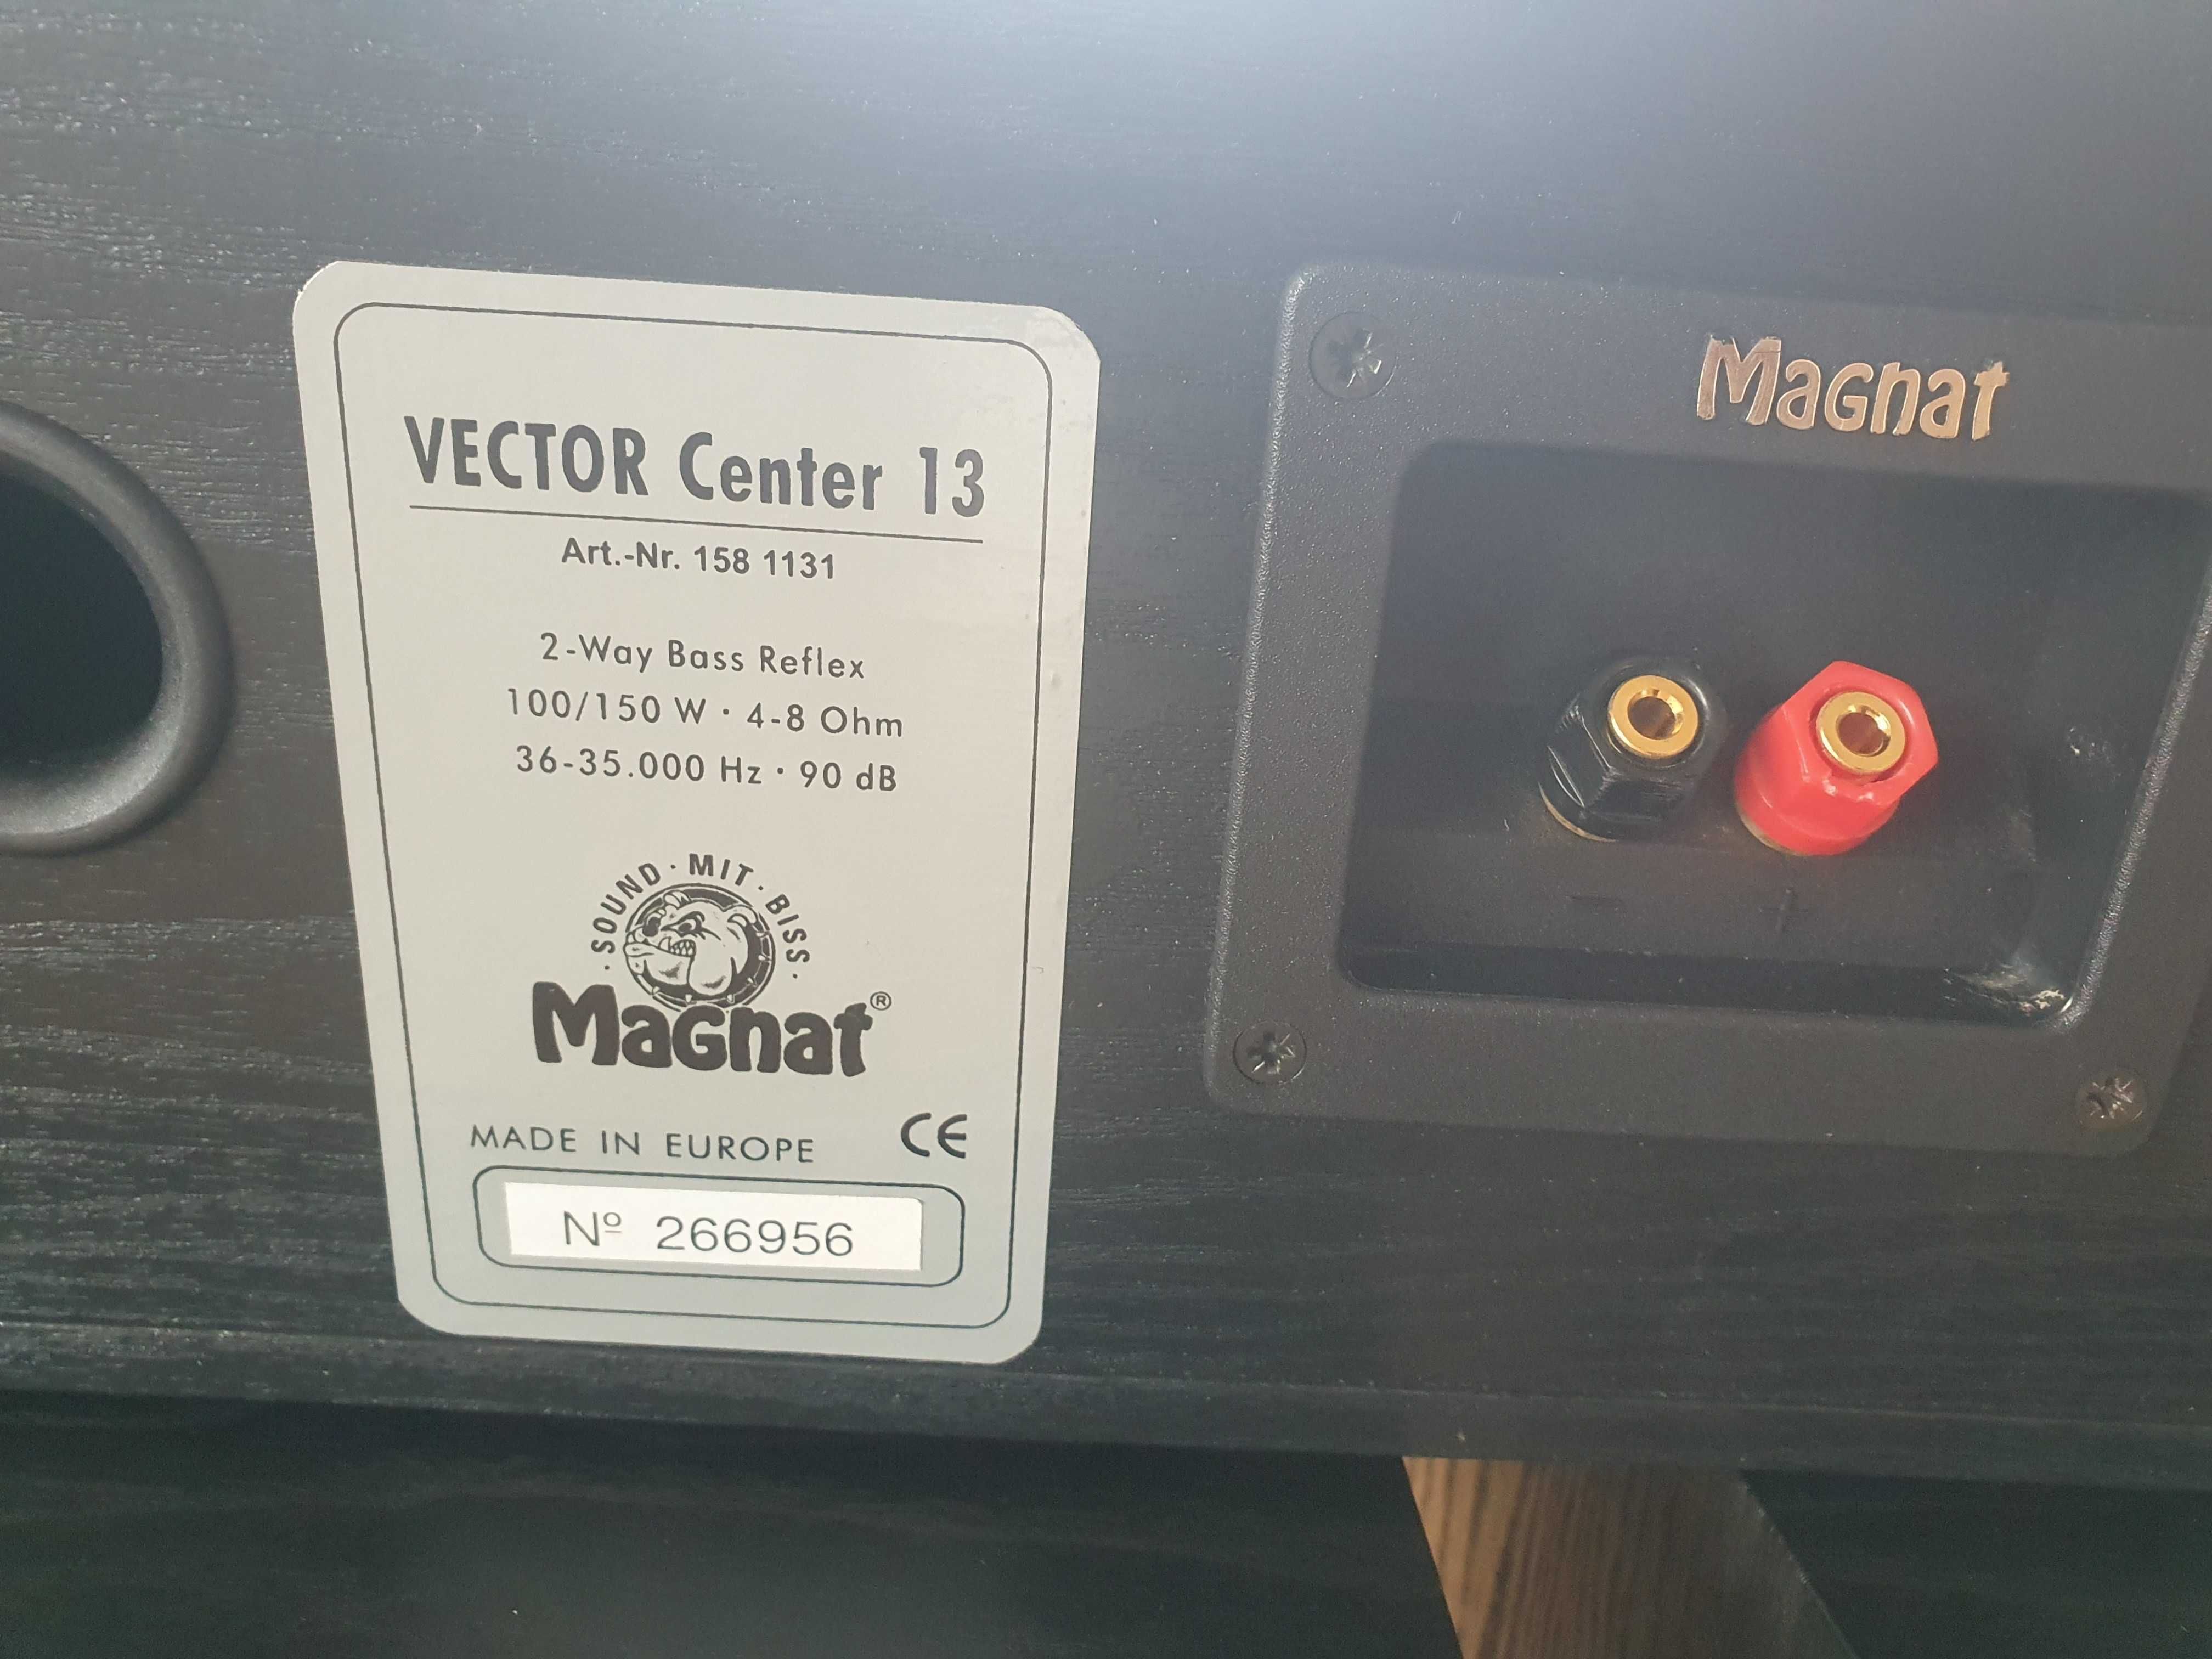 VECTOR Center 13
Art.-Nr. 158 1131
2-Way Bass Reflex
100/150 W · 4-8 Ohm
36-35.000 Hz · 90 dB
· SOUND · MIT · BISS ·
Magnat®
MADE IN EUROPE CE
Nº 266956
Magnat
- +